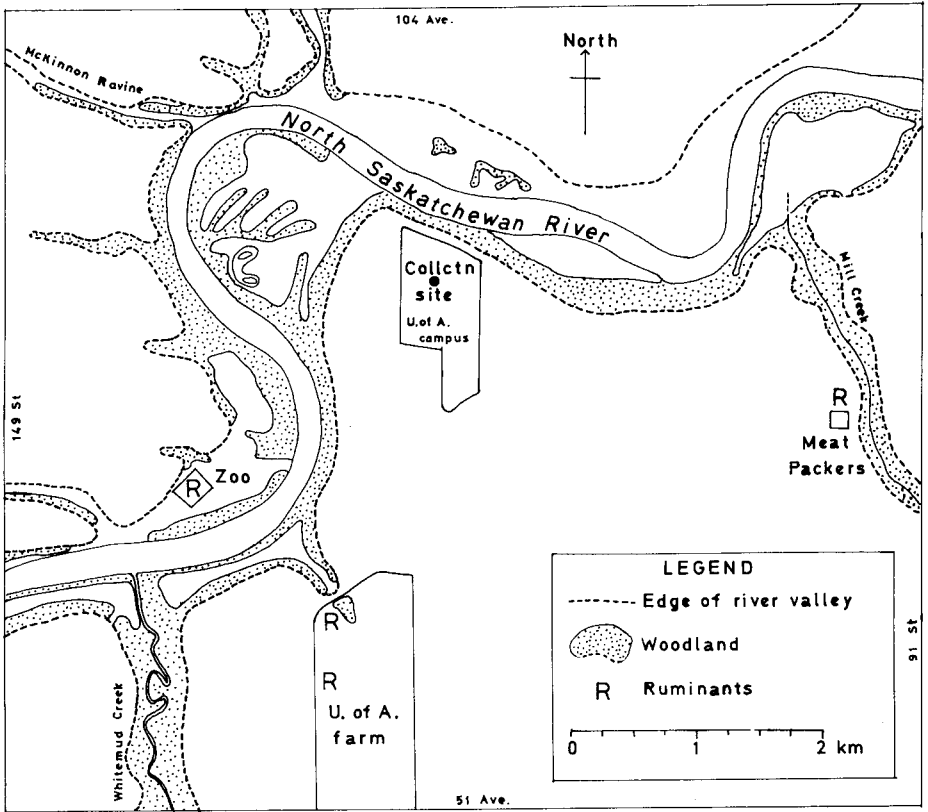 104 Ave.
North
McKinnon Ravine
North Saskatchewan River
Collctn
site
U. of A.
campus
Mill Creek
149 St
R
Meat
Packers
R
Zoo
R
R
U. of A.
farm
Whitemud Creek
LEGEND
Edge of river valley
Woodland
R Ruminants
0 1 2 km
91 St
51 Ave.